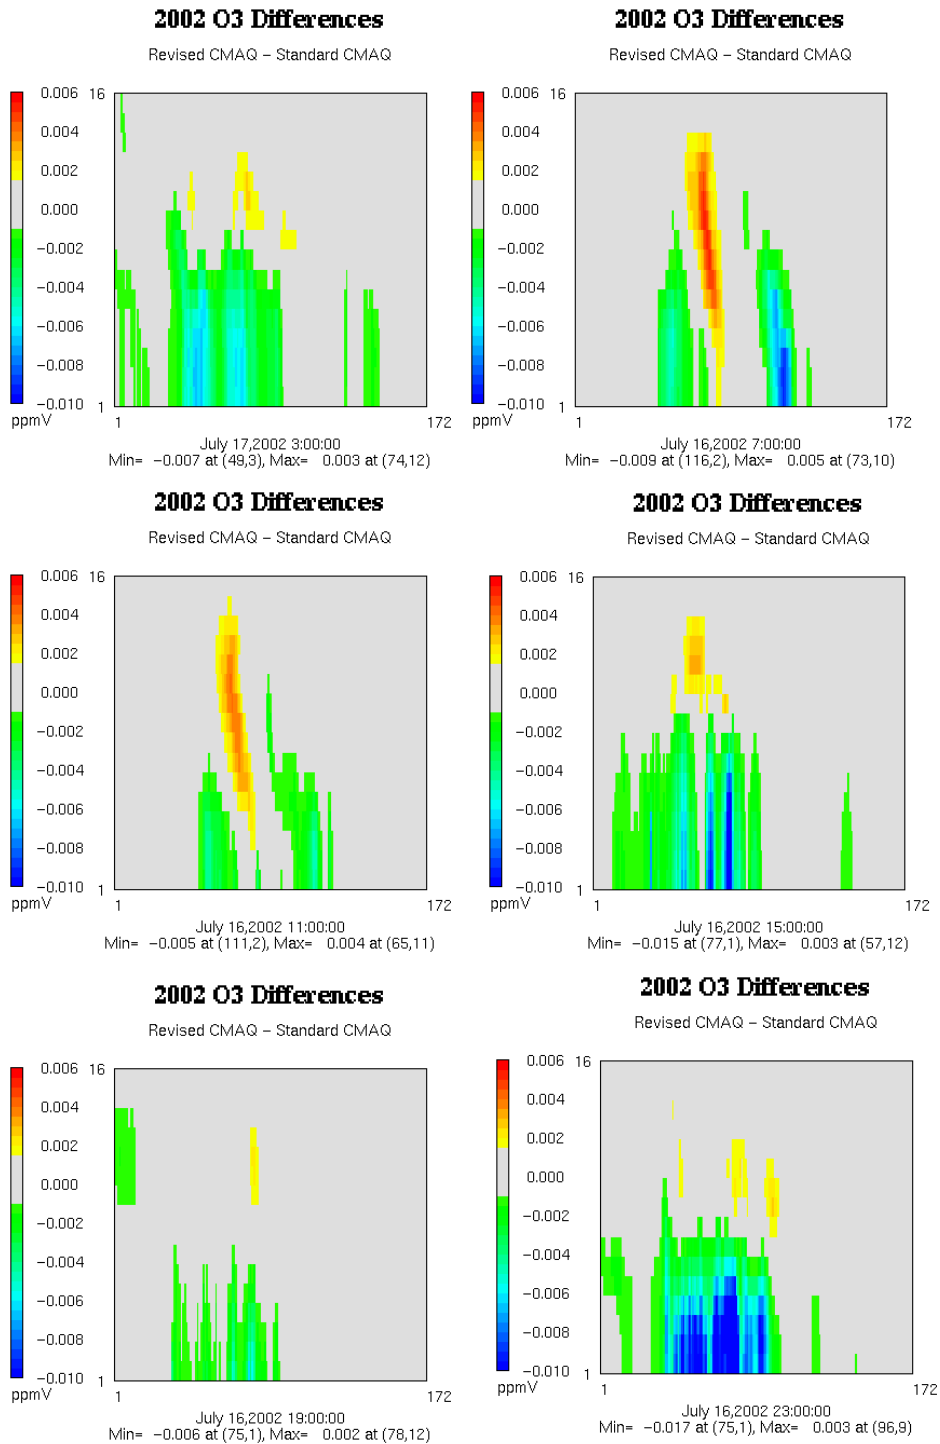 2002 O3 Differences
Revised CMAQ – Standard CMAQ
0.006
0.004
0.002
0.000
−0.002
−0.004
−0.006
−0.008
−0.010
ppmV
16
1
1 172
July 17,2002 3:00:00
Min= −0.007 at (49,3), Max= 0.003 at (74,12)
2002 O3 Differences
Revised CMAQ – Standard CMAQ
0.006
0.004
0.002
0.000
−0.002
−0.004
−0.006
−0.008
−0.010
ppmV
16
1
1 172
July 16,2002 7:00:00
Min= −0.009 at (116,2), Max= 0.005 at (73,10)
2002 O3 Differences
Revised CMAQ – Standard CMAQ
0.006
0.004
0.002
0.000
−0.002
−0.004
−0.006
−0.008
−0.010
ppmV
16
1
1 172
July 16,2002 11:00:00
Min= −0.005 at (111,2), Max= 0.004 at (65,11)
2002 O3 Differences
Revised CMAQ – Standard CMAQ
0.006
0.004
0.002
0.000
−0.002
−0.004
−0.006
−0.008
−0.010
ppmV
16
1
1 172
July 16,2002 15:00:00
Min= −0.015 at (77,1), Max= 0.003 at (57,12)
2002 O3 Differences
Revised CMAQ – Standard CMAQ
0.006
0.004
0.002
0.000
−0.002
−0.004
−0.006
−0.008
−0.010
ppmV
16
1
1 172
July 16,2002 19:00:00
Min= −0.006 at (75,1), Max= 0.002 at (78,12)
2002 O3 Differences
Revised CMAQ – Standard CMAQ
0.006
0.004
0.002
0.000
−0.002
−0.004
−0.006
−0.008
−0.010
ppmV
16
1
1 172
July 16,2002 23:00:00
Min= −0.017 at (75,1), Max= 0.003 at (96,9)